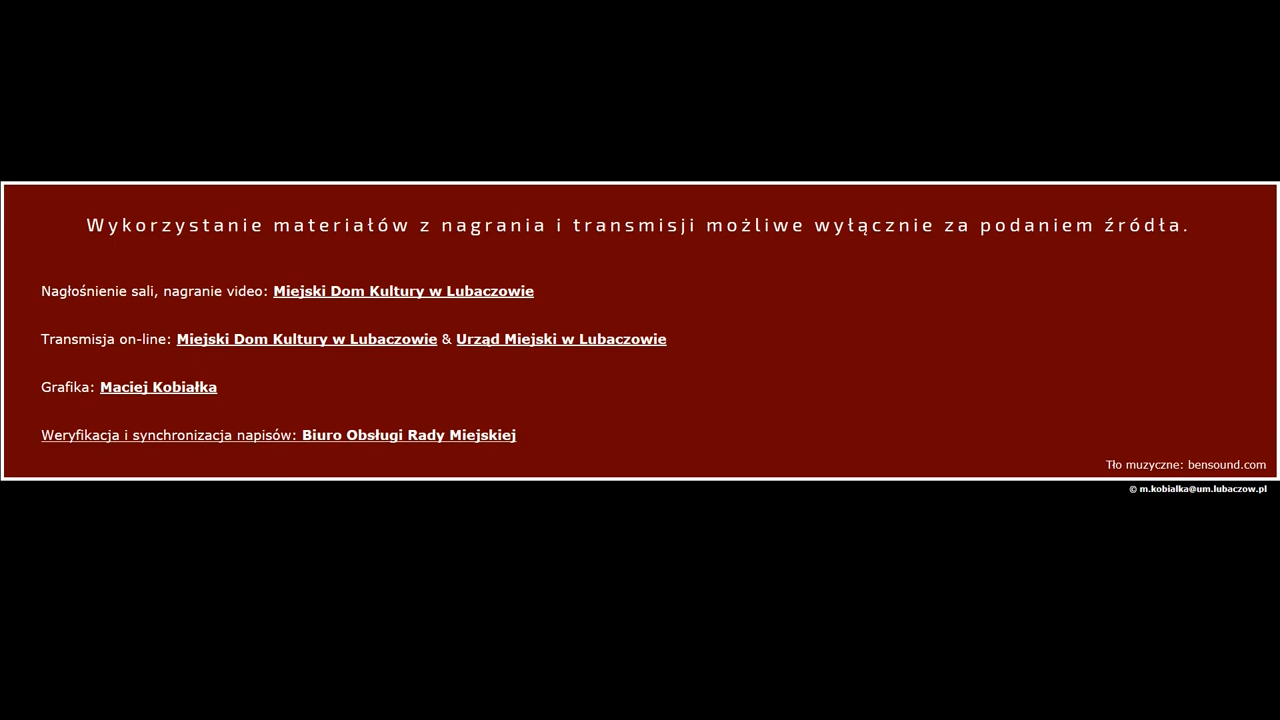 Wykorzystanie materiałów z nagrania i transmisji możliwe wyłącznie za podaniem źródła.
Nagłośnienie sali, nagranie video: Miejski Dom Kultury w Lubaczowie
Transmisja on-line: Miejski Dom Kultury w Lubaczowie & Urząd Miejski w Lubaczowie
Grafika: Maciej Kobiałka
Weryfikacja i synchronizacja napisów: Biuro Obsługi Rady Miejskiej
Tło muzyczne: bensound.com
© m.kobialka@um.lubaczow.pl